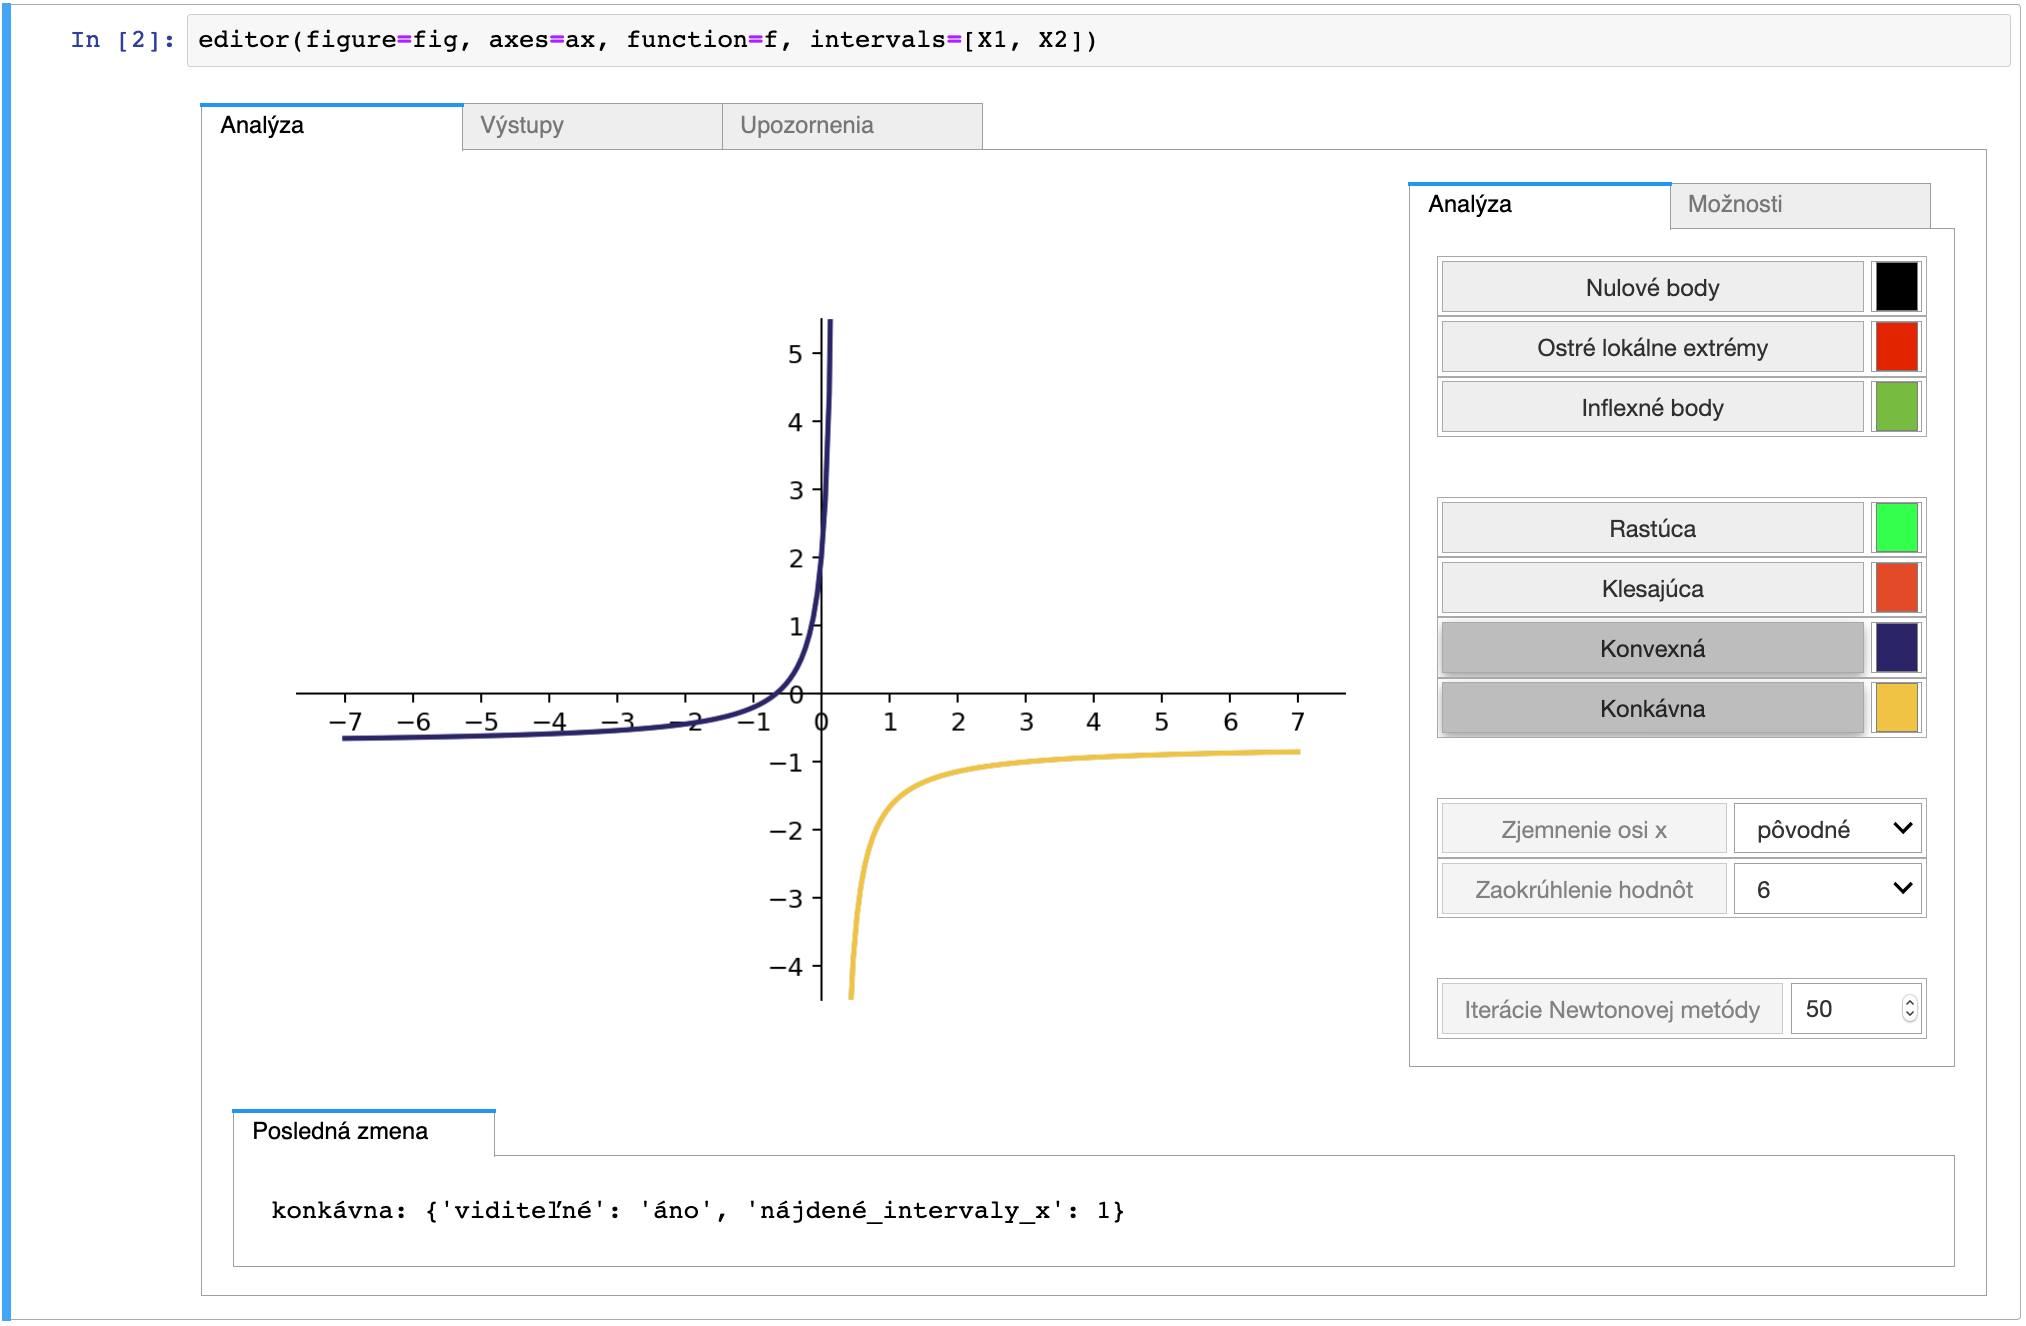 In [2]: editor(figure=fig, axes=ax, function=f, intervals=[X1, X2])
Analýza Výstupy Upozornenia
Analýza Možnosti
Nulové body
Ostré lokálne extrémy
Inflexné body
Rastúca
Klesajúca
Konvexná
Konkávna
Zjemnenie osi x pôvodné
Zaokrúhlenie hodnôt 6
Iterácie Newtonovej metódy 50
5
4
3
2
1
0
−7 −6 −5 −4 −3 −2 −1 0 1 2 3 4 5 6 7
−1
−2
−3
−4
Posledná zmena
konkávna: {'viditeľné': 'áno', 'nájdené_intervaly_x': 1}